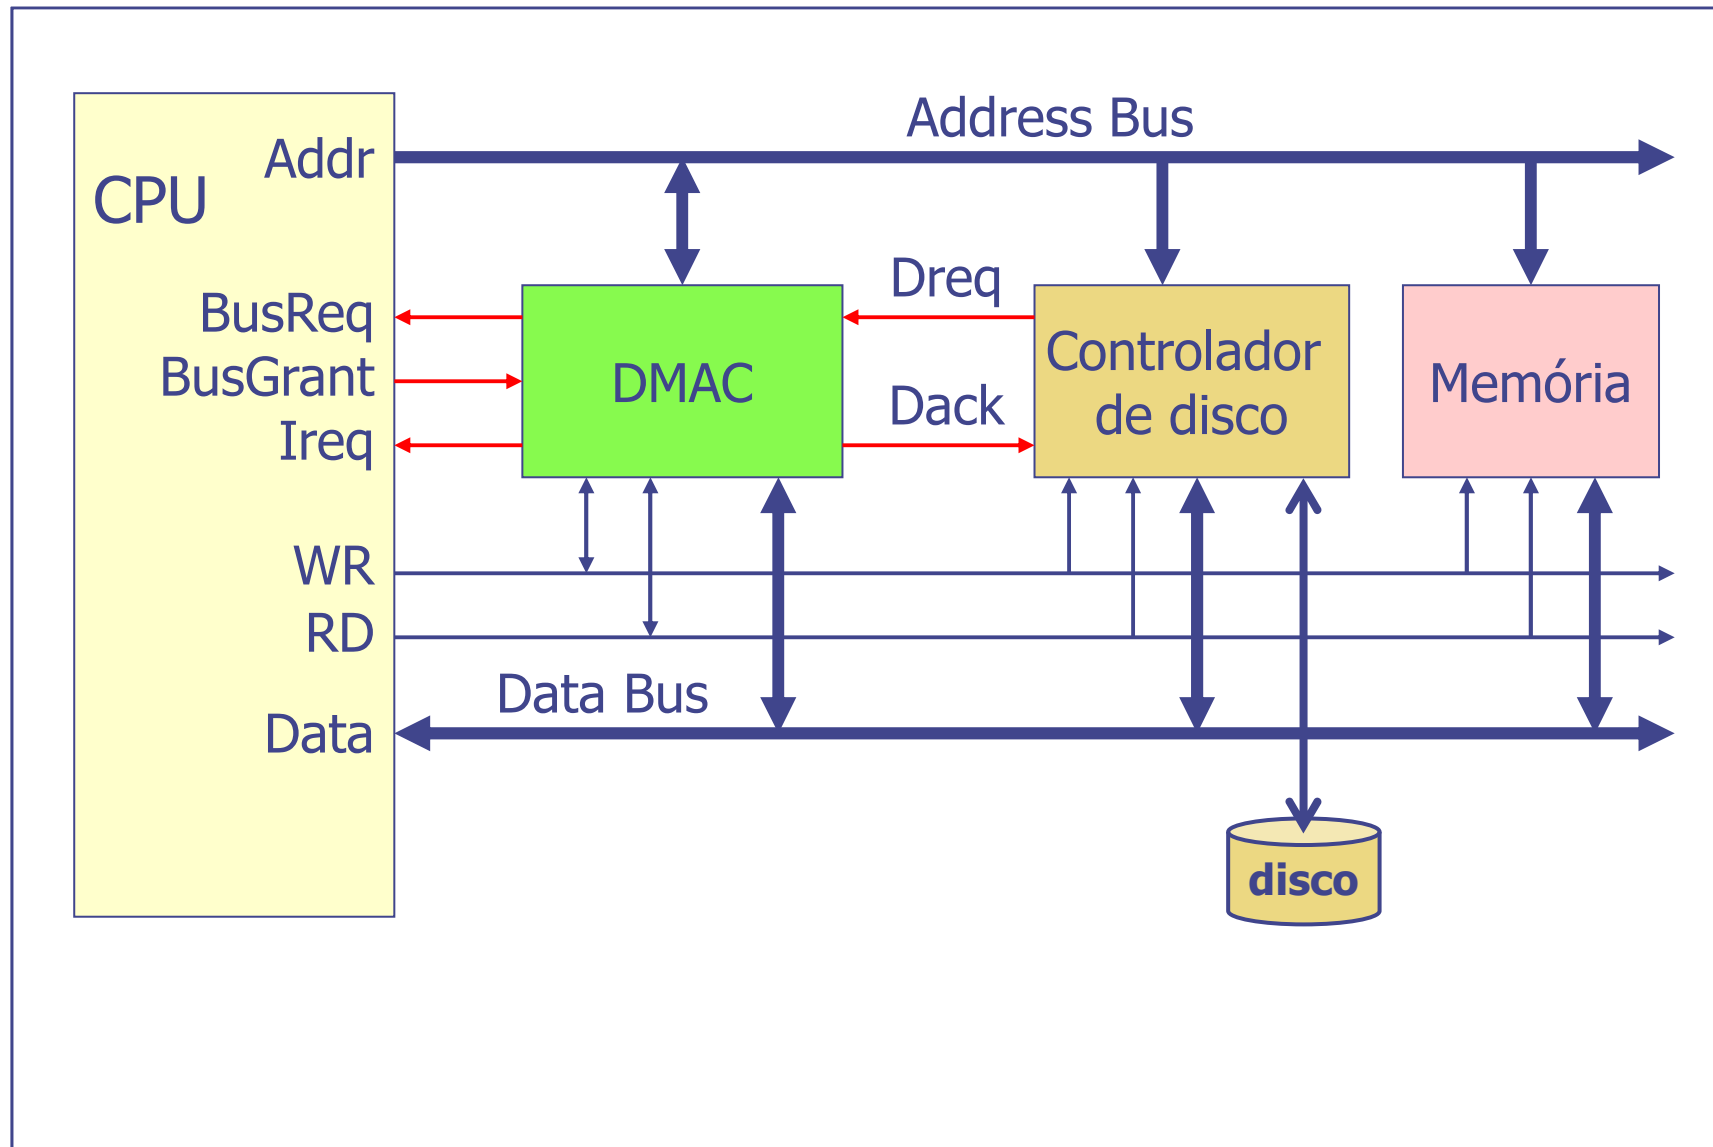 Address Bus
Addr
CPU
BusReq
BusGrant
Ireq
Dreq
Dack
DMAC
Controlador
de disco
Memória
WR
RD
Data Bus
Data
disco